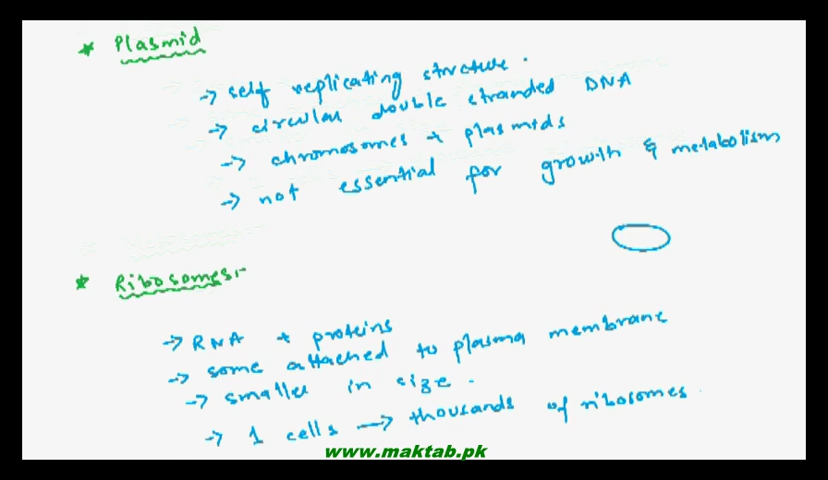 * Plasmid
→ self replicating strcture.
→ circular double stranded DNA
→ chromosomes + plasmids
→ not essential for growth & metabolism
* Ribosomes:-
→ RNA + proteins
→ some attached to plasma membrane
→ smaller in size.
→ 1 cells → thousands of ribosomes.
www.maktab.pk